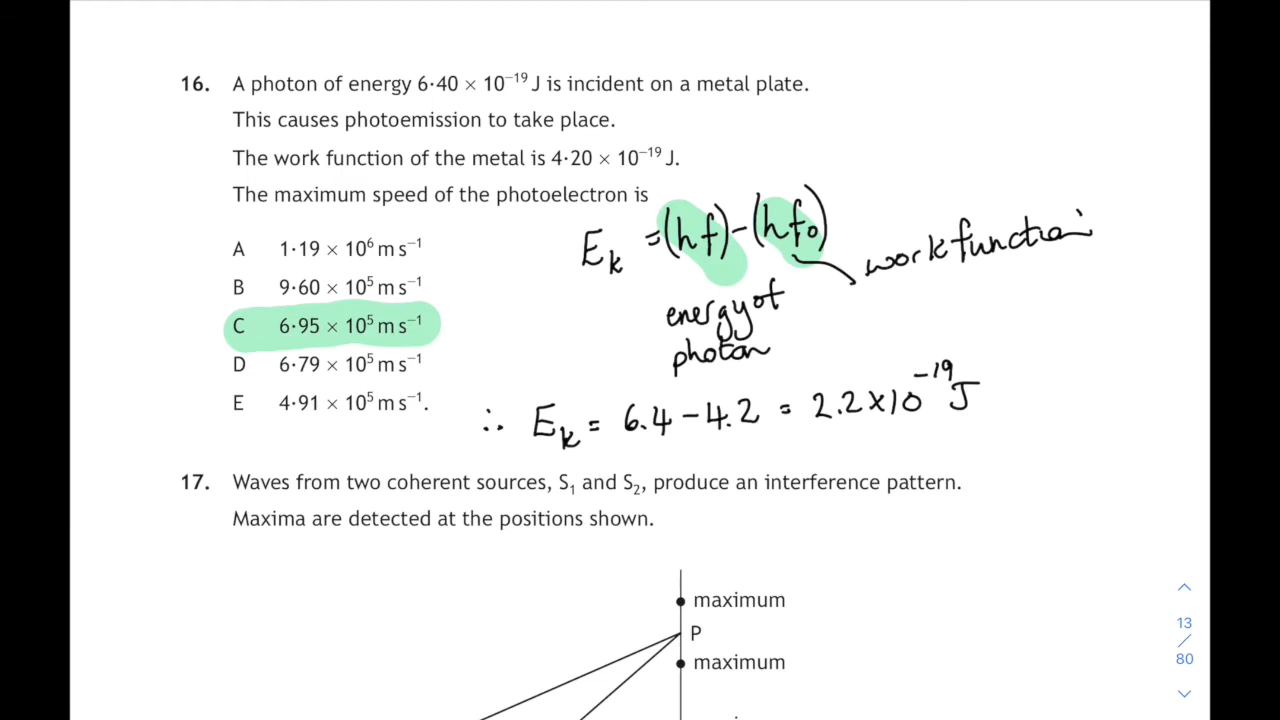 16. A photon of energy 6·40 × 10⁻¹⁹ J is incident on a metal plate.
This causes photoemission to take place.
The work function of the metal is 4·20 × 10⁻¹⁹ J.
The maximum speed of the photoelectron is
Eₖ = (hf) - (hf₀)
work function
energy of
photon
A 1·19 × 10⁶ m s⁻¹
B 9·60 × 10⁵ m s⁻¹
C 6·95 × 10⁵ m s⁻¹
D 6·79 × 10⁵ m s⁻¹
E 4·91 × 10⁵ m s⁻¹.
∴ Eₖ = 6.4 - 4.2 = 2.2 × 10⁻¹⁹ J
17. Waves from two coherent sources, S₁ and S₂, produce an interference pattern.
Maxima are detected at the positions shown.
maximum
P
maximum
13
/
80